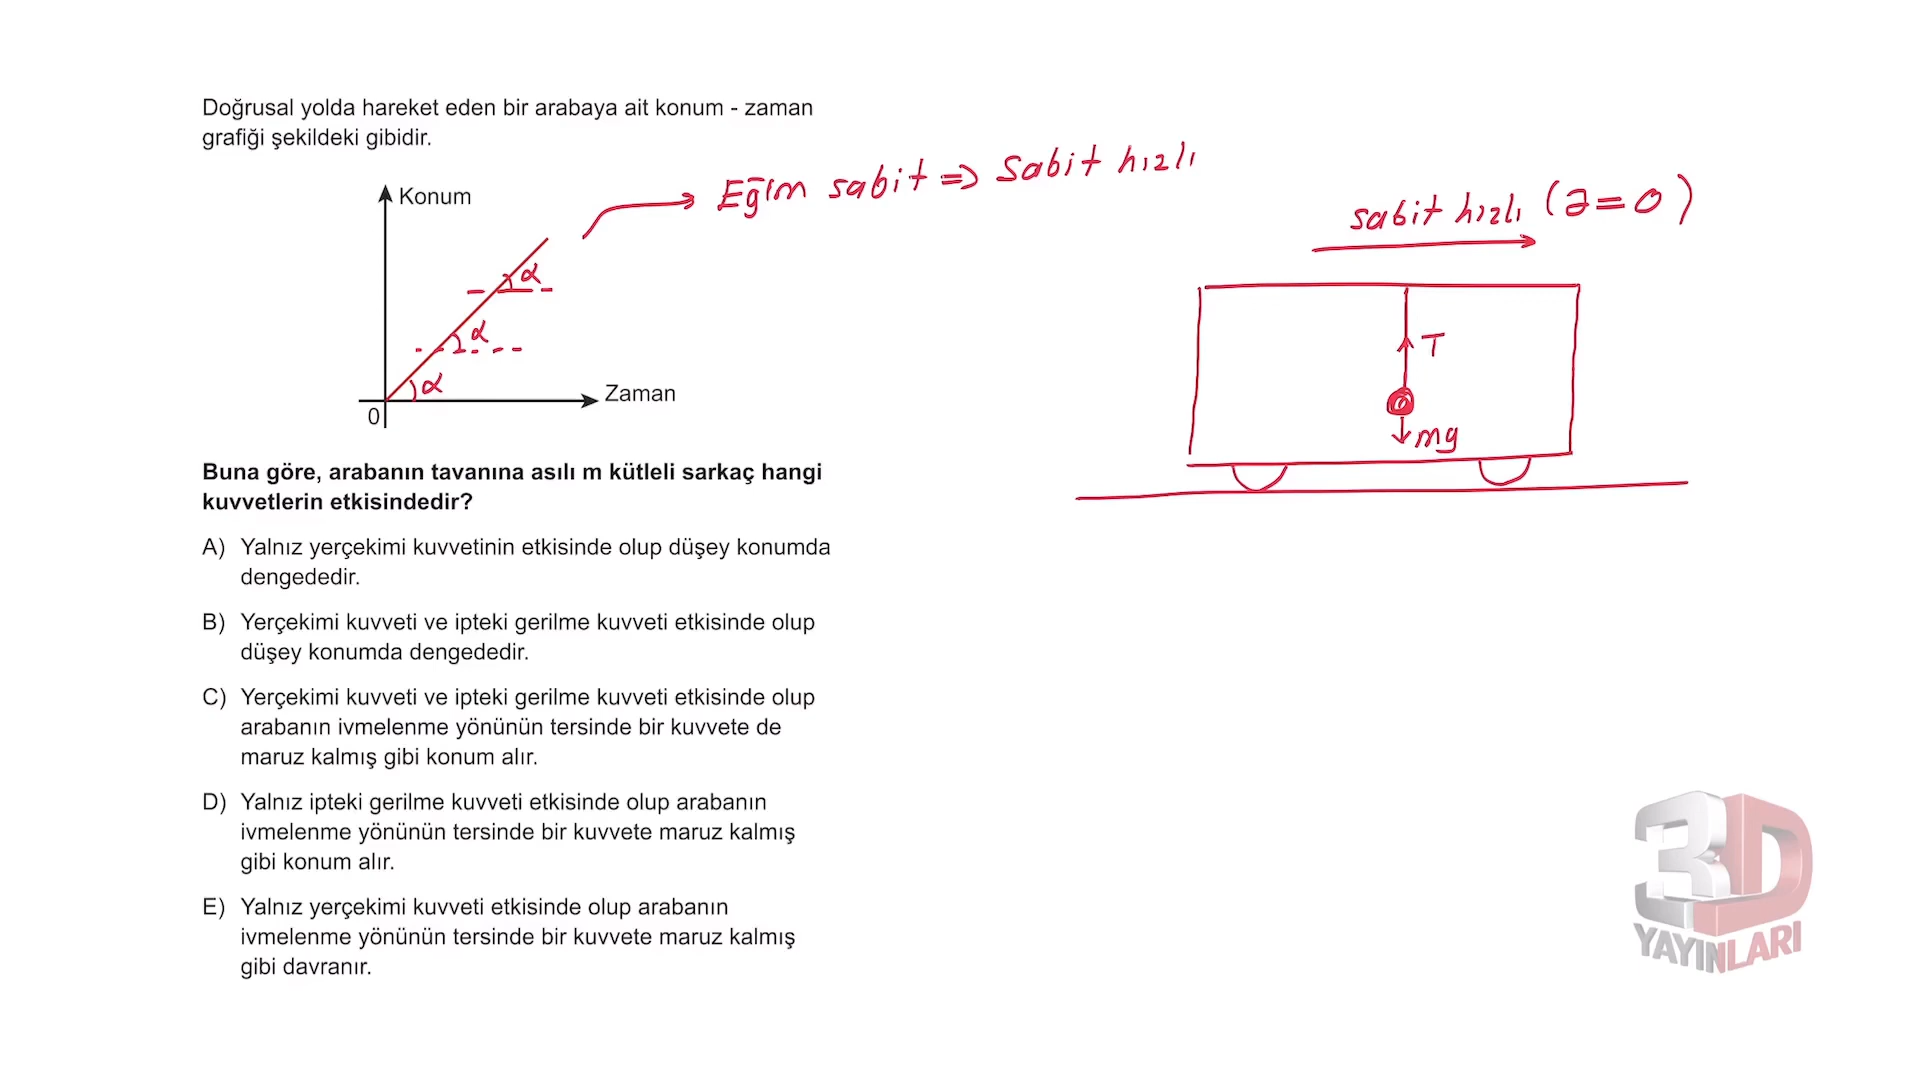 Doğrusal yolda hareket eden bir arabaya ait konum - zaman
grafiği şekildeki gibidir.
Eğim sabit => Sabit hızlı
sabit hızlı (a=0)
Konum
α
α
α
Zaman
0
T
mg
Buna göre, arabanın tavanına asılı m kütleli sarkaç hangi
kuvvetlerin etkisindedir?
A) Yalnız yerçekimi kuvvetinin etkisinde olup düşey konumda
dengededir.
B) Yerçekimi kuvveti ve ipteki gerilme kuvveti etkisinde olup
düşey konumda dengededir.
C) Yerçekimi kuvveti ve ipteki gerilme kuvveti etkisinde olup
arabanın ivmelenme yönünün tersinde bir kuvvete de
maruz kalmış gibi konum alır.
D) Yalnız ipteki gerilme kuvveti etkisinde olup arabanın
ivmelenme yönünün tersinde bir kuvvete maruz kalmış
gibi konum alır.
E) Yalnız yerçekimi kuvveti etkisinde olup arabanın
ivmelenme yönünün tersinde bir kuvvete maruz kalmış
gibi davranır.
3D
YAYINLARI